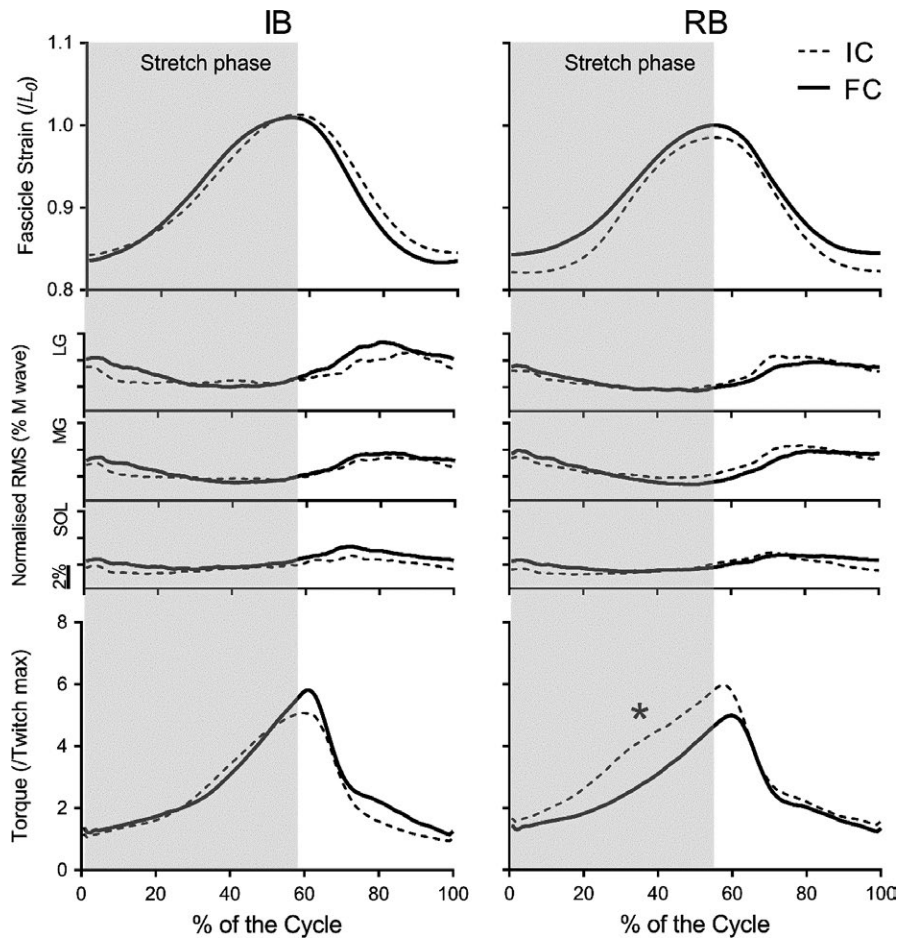 IB
RB
1.1
1.0
0.9
0.8
Fascicle Strain (/L0)
Stretch phase
Stretch phase
IC
FC
Normalised RMS (% M wave)
LG
MG
SOL
2%
Torque (/Twitch max)
8
6
4
2
0
*
0 20 40 60 80 100
0 20 40 60 80 100
% of the Cycle
% of the Cycle